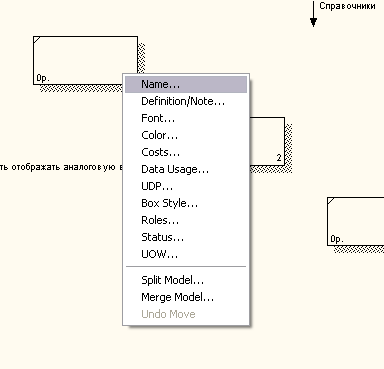 Справочники
0р.
Name...
Definition/Note...
Font...
Color...
Costs...
2
Data Usage...
ть отображать аналоговую в
UDP...
Box Style...
Roles...
Status...
0р.
UOW...
Split Model...
Merge Model...
Undo Move